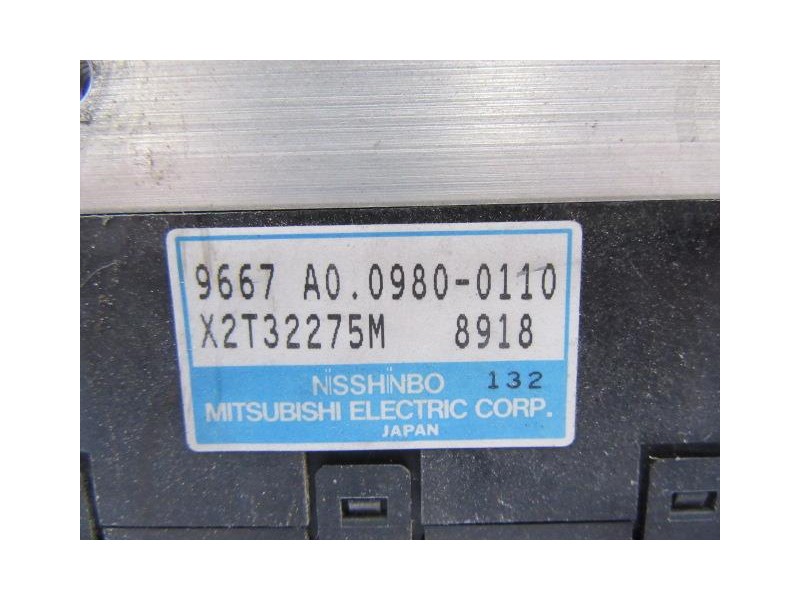 9667 A0.0980-0110
X2T32275M 8918
NISSHINBO 132
MITSUBISHI ELECTRIC CORP.
JAPAN